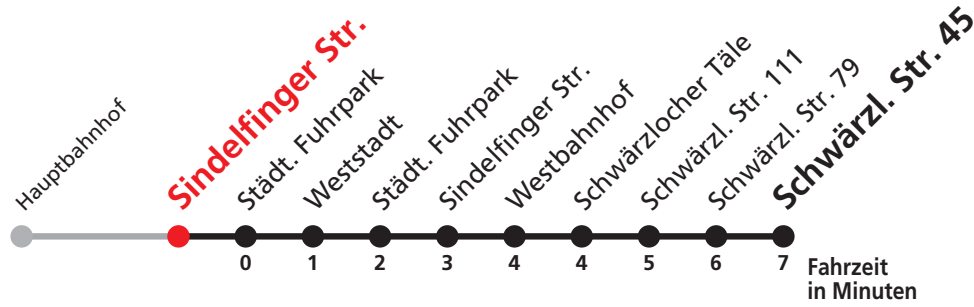 Hauptbahnhof
Sindelfinger Str.
Städt. Fuhrpark
Weststadt
Städt. Fuhrpark
Sindelfinger Str.
Westbahnhof
Schwärzlocher Täle
Schwärzl. Str. 111
Schwärzl. Str. 79
Schwärzl. Str. 45
0 1 2 3 4 4 5 6 7
Fahrzeit
in Minuten